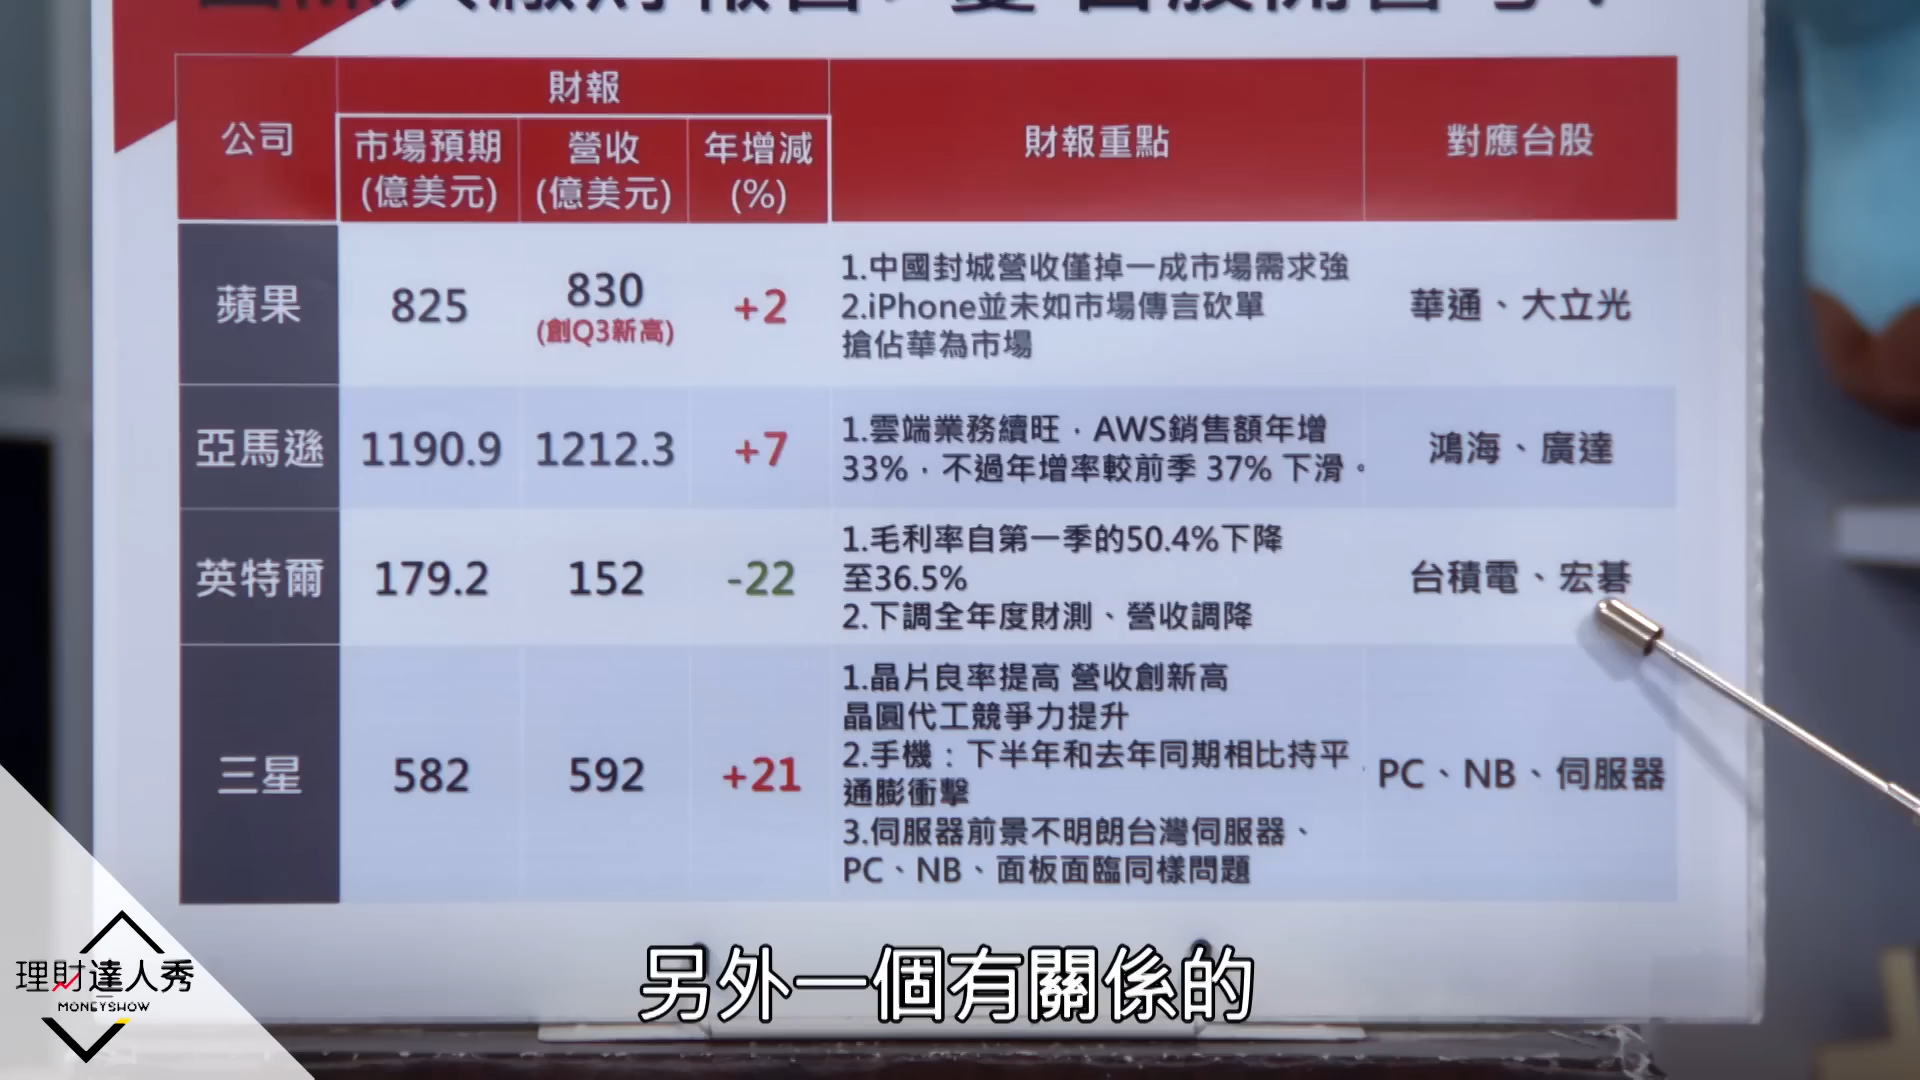 財報
公司
市場預期
(億美元)
營收
(億美元)
年增減
(%)
財報重點
對應台股
蘋果
825
830
(創Q3新高)
+2
1.中國封城營收僅掉一成市場需求強
2.iPhone並未如市場傳言砍單
搶佔華為市場
華通、大立光
亞馬遜
1190.9
1212.3
+7
1.雲端業務續旺，AWS銷售額年增
33%，不過年增率較前季 37% 下滑。
鴻海、廣達
英特爾
179.2
152
-22
1.毛利率自第一季的50.4%下降
至36.5%
2.下調全年度財測、營收調降
台積電、宏碁
三星
582
592
+21
1.晶片良率提高 營收創新高
晶圓代工競爭力提升
2.手機：下半年和去年同期相比持平，
通膨衝擊
3.伺服器前景不明朗台灣伺服器、
PC、NB、面板面臨同樣問題
PC、NB、伺服器
另外一個有關係的
理財達人秀
MONEYSHOW